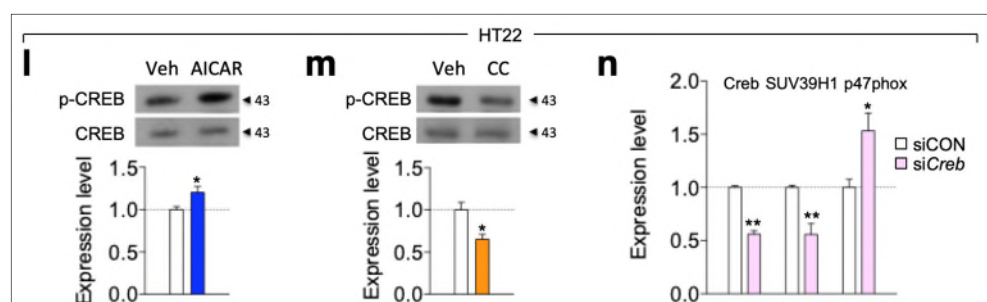 HT22
l
Veh AICAR
p-CREB ◄ 43
CREB ◄ 43
Expression level
1.5
1.0
0.5
0.0
*
m
Veh CC
p-CREB ◄ 43
CREB ◄ 43
Expression level
1.5
1.0
0.5
0.0
*
n
Creb SUV39H1 p47phox
Expression level
2.0
1.5
1.0
0.5
0.0
**
**
*
siCON
siCreb